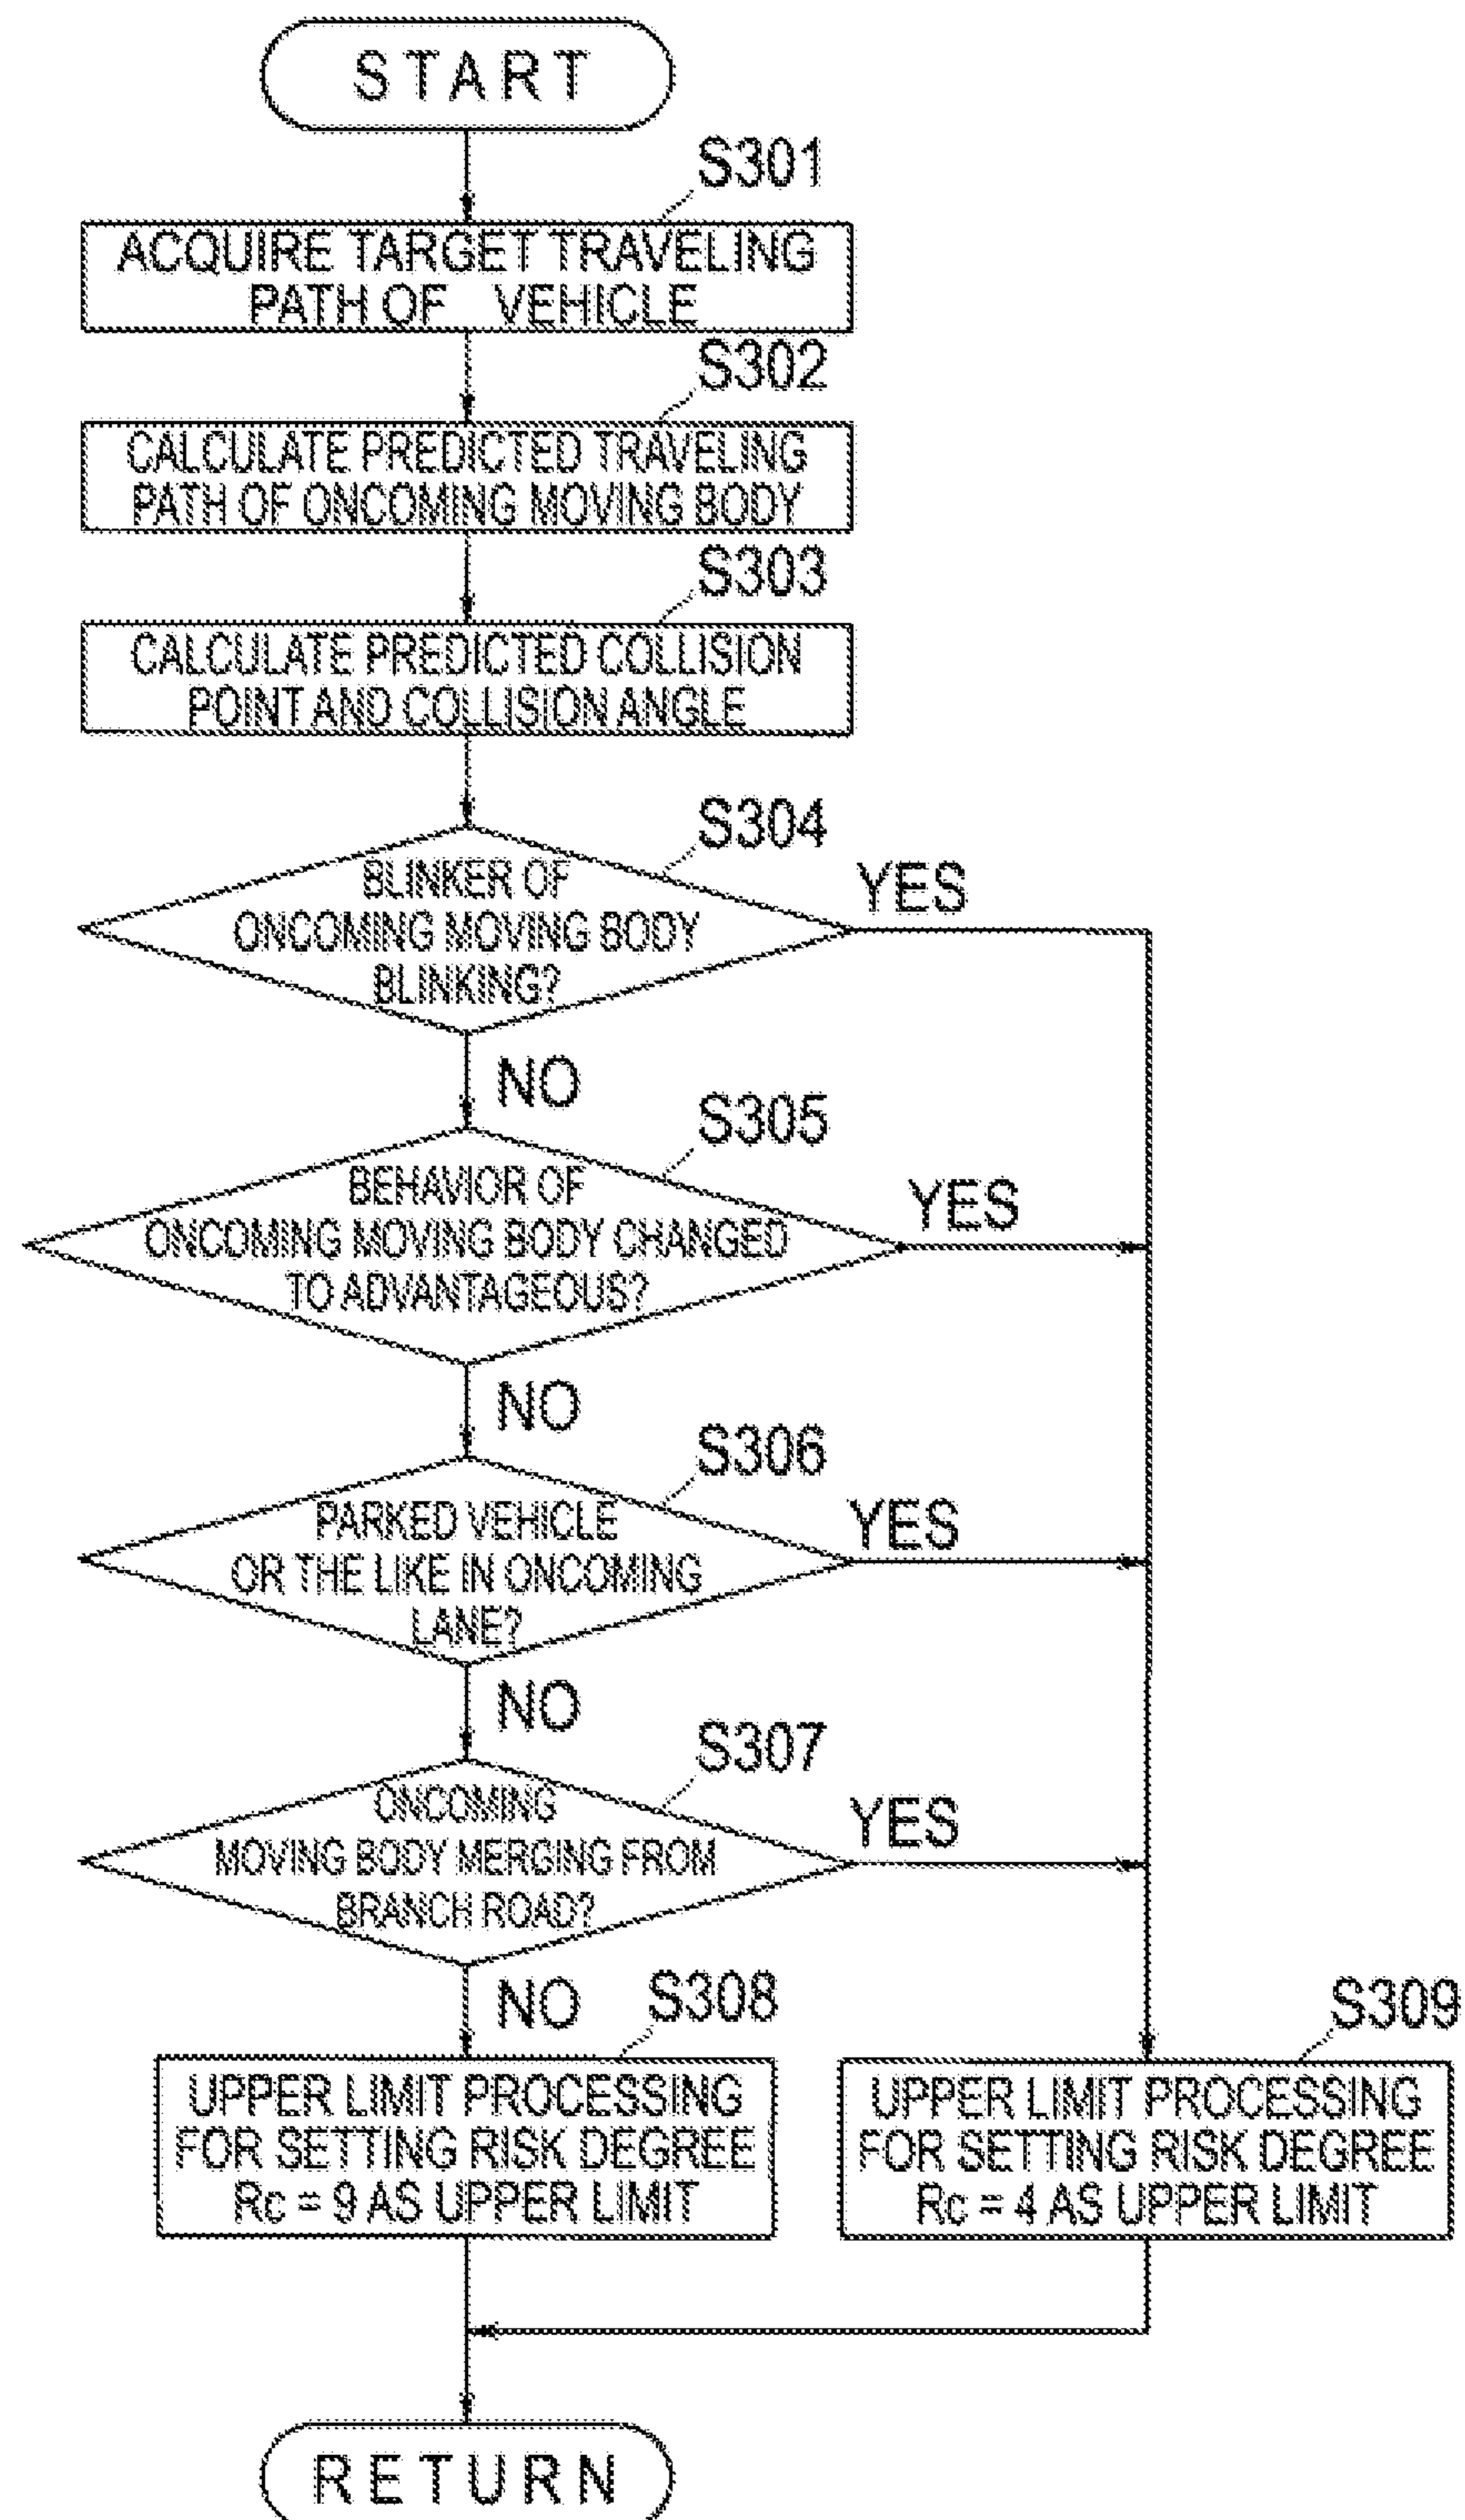 START
S301
ACQUIRE TARGET TRAVELING
PATH OF VEHICLE
S302
CALCULATE PREDICTED TRAVELING
PATH OF ONCOMING MOVING BODY
S303
CALCULATE PREDICTED COLLISION
POINT AND COLLISION ANGLE
S304
BLINKER OF
ONCOMING MOVING BODY
BLINKING?
YES
NO
S305
BEHAVIOR OF
ONCOMING MOVING BODY CHANGED
TO ADVANTAGEOUS?
YES
NO
S306
PARKED VEHICLE
OR THE LIKE IN ONCOMING
LANE?
YES
NO
S307
ONCOMING
MOVING BODY MERGING FROM
BRANCH ROAD?
YES
NO
S308
UPPER LIMIT PROCESSING
FOR SETTING RISK DEGREE
Rc = 9 AS UPPER LIMIT
S309
UPPER LIMIT PROCESSING
FOR SETTING RISK DEGREE
Rc = 4 AS UPPER LIMIT
RETURN